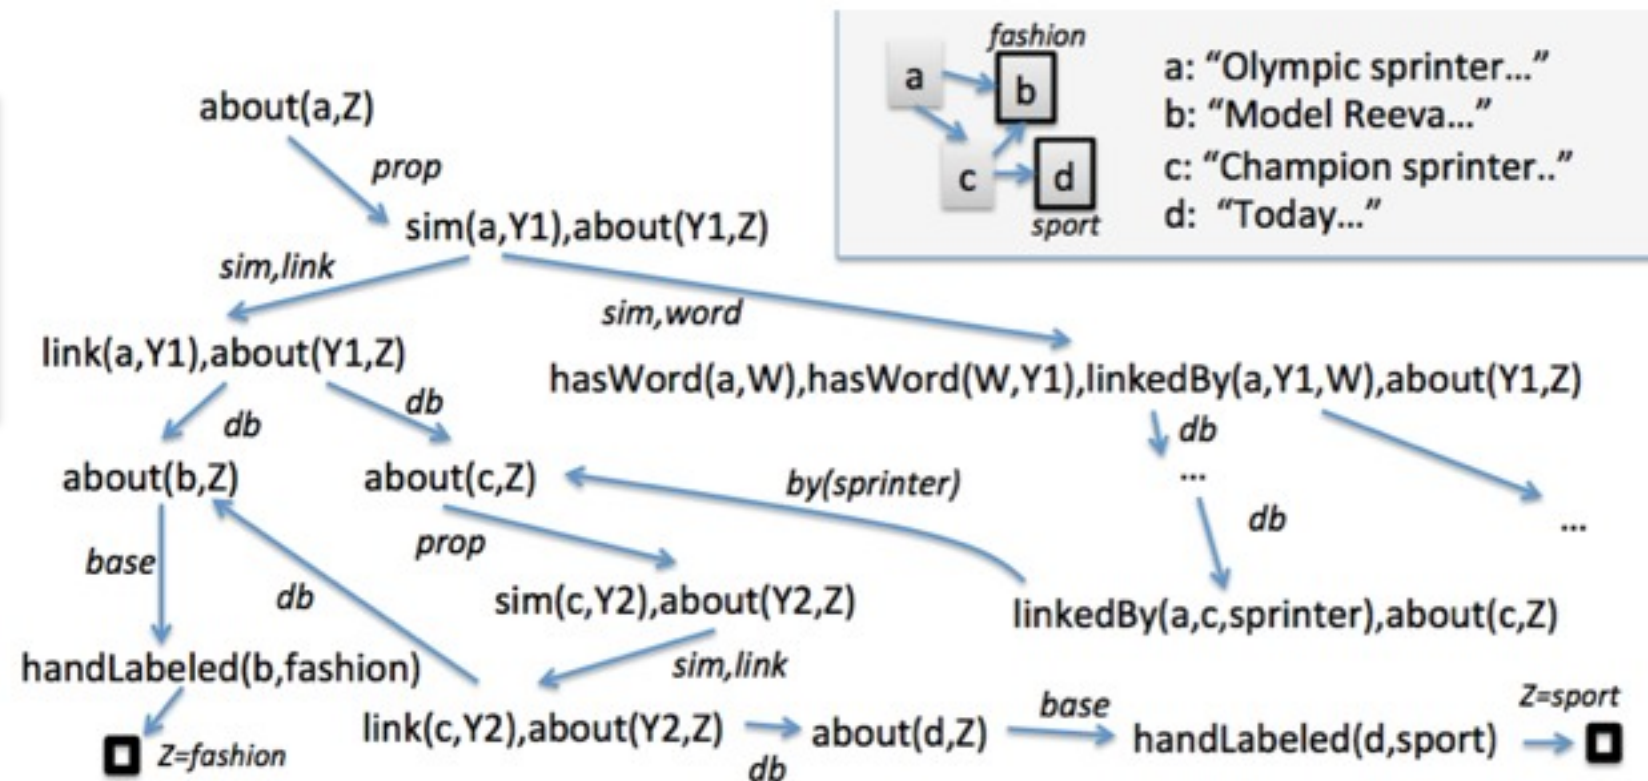 fashion
a
b
c
d
sport
a: “Olympic sprinter…”
b: “Model Reeva…”
c: “Champion sprinter..”
d: “Today…”
about(a,Z)
prop
sim(a,Y1),about(Y1,Z)
sim,link
sim,word
link(a,Y1),about(Y1,Z)
hasWord(a,W),hasWord(W,Y1),linkedBy(a,Y1,W),about(Y1,Z)
db
db
db
about(b,Z)
about(c,Z)
by(sprinter)
...
...
base
prop
db
db
sim(c,Y2),about(Y2,Z)
linkedBy(a,c,sprinter),about(c,Z)
handLabeled(b,fashion)
sim,link
link(c,Y2),about(Y2,Z)
db
about(d,Z)
base
handLabeled(d,sport)
Z=sport
Z=fashion